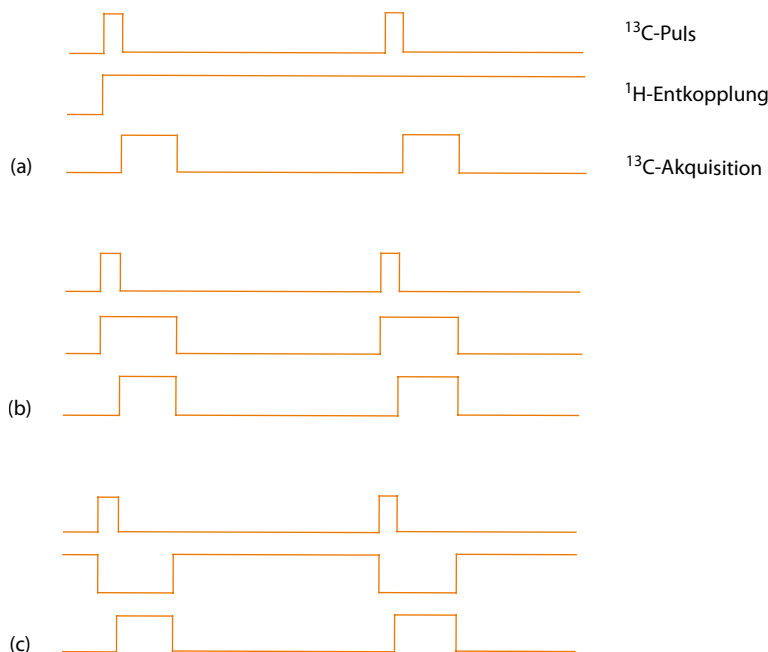 ¹³C-Puls
¹H-Entkopplung
(a)
¹³C-Akquisition
(b)
(c)